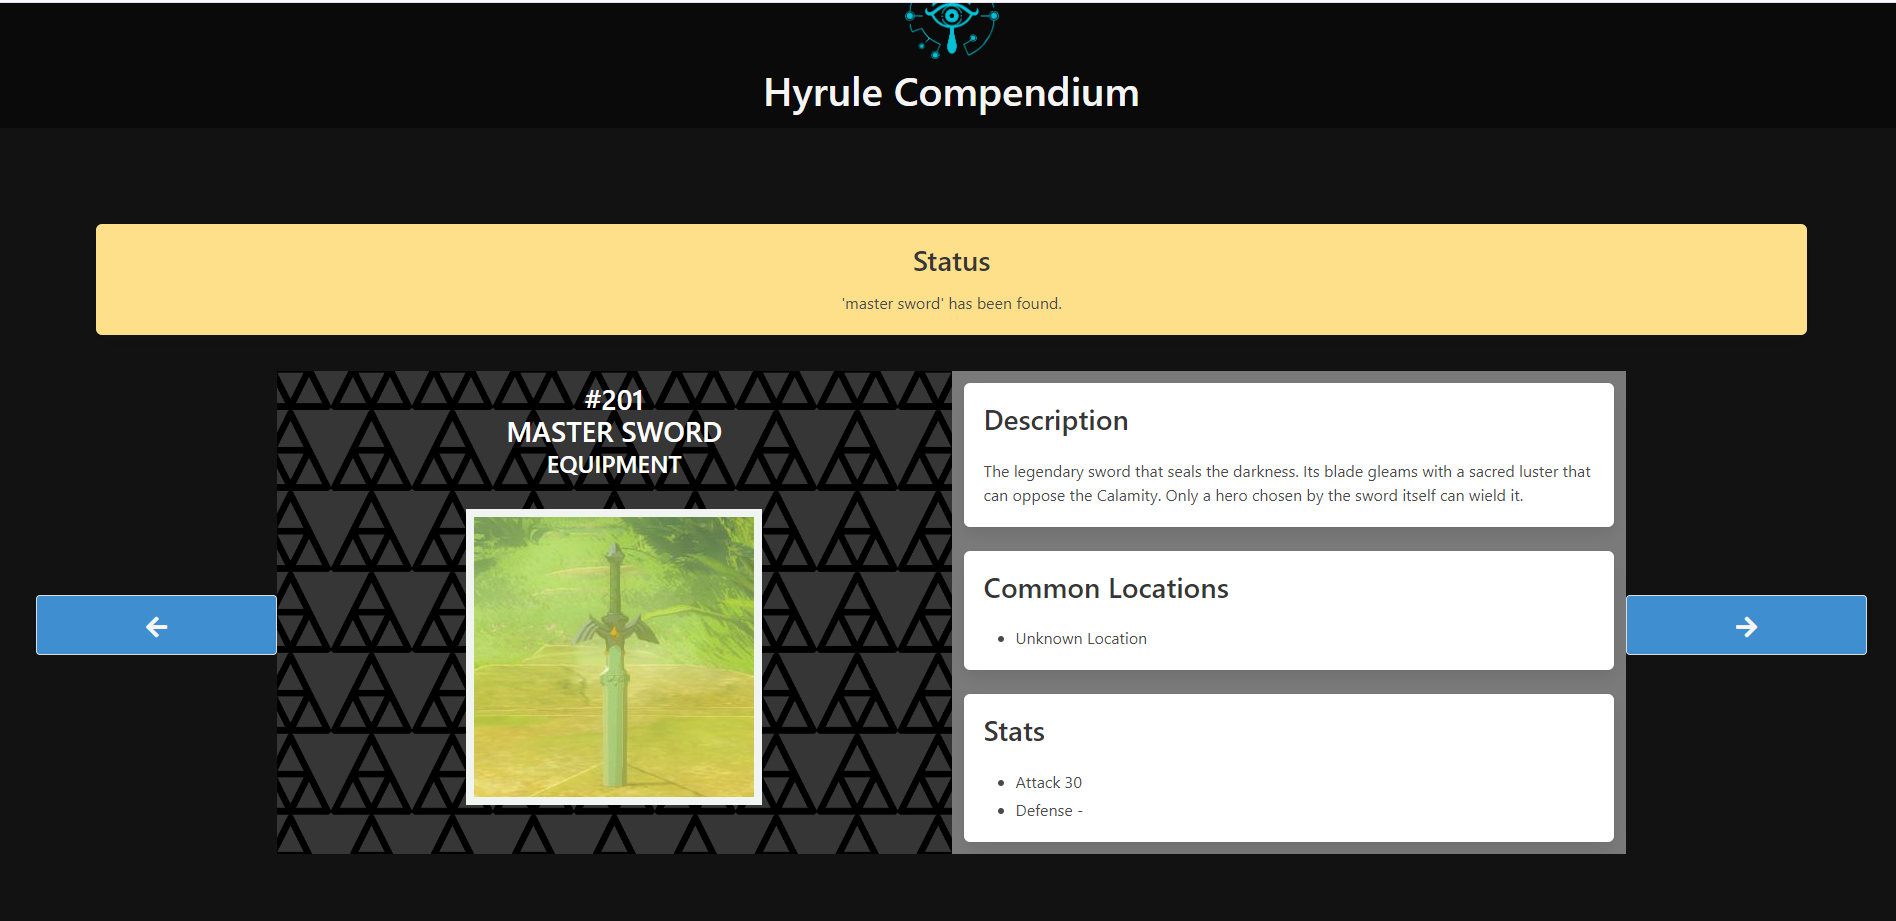 Hyrule Compendium
Status
'master sword' has been found.
#201
MASTER SWORD
EQUIPMENT
Description
The legendary sword that seals the darkness. Its blade gleams with a sacred luster that
can oppose the Calamity. Only a hero chosen by the sword itself can wield it.
Common Locations
Unknown Location
Stats
Attack 30
Defense -